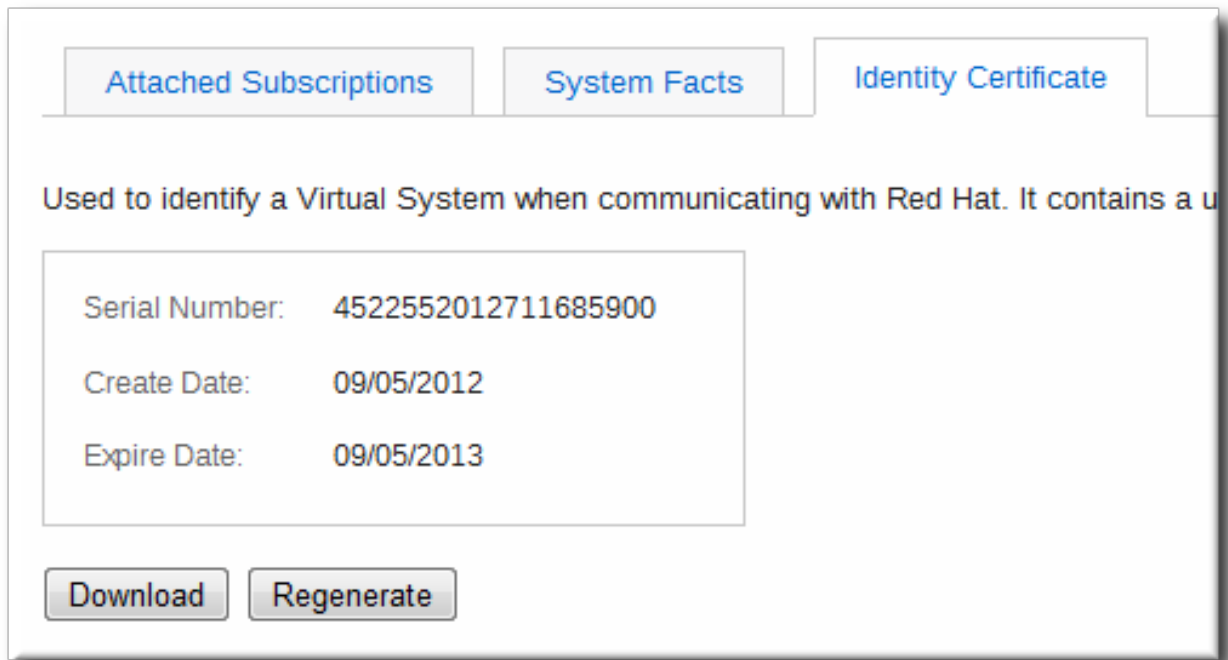 Attached Subscriptions System Facts Identity Certificate
Used to identify a Virtual System when communicating with Red Hat. It contains a u
Serial Number: 4522552012711685900
Create Date: 09/05/2012
Expire Date: 09/05/2013
Download Regenerate